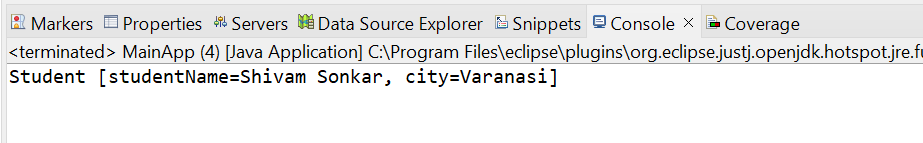 Markers Properties Servers Data Source Explorer Snippets Console Coverage
<terminated> MainApp (4) [Java Application] C:\Program Files\eclipse\plugins\org.eclipse.justj.openjdk.hotspot.jre.fu
Student [studentName=Shivam Sonkar, city=Varanasi]